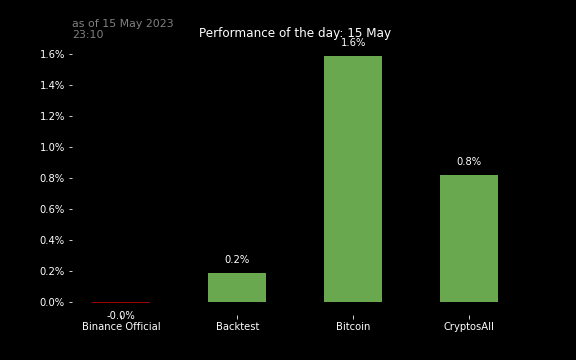 as of 15 May 2023
23:10
Performance of the day: 15 May
1.6%
1.6%
1.4%
1.2%
1.0%
0.8%
0.8%
0.6%
0.4%
0.2%
0.2%
0.0%
-0.0%
Binance Official
Backtest
Bitcoin
CryptosAll